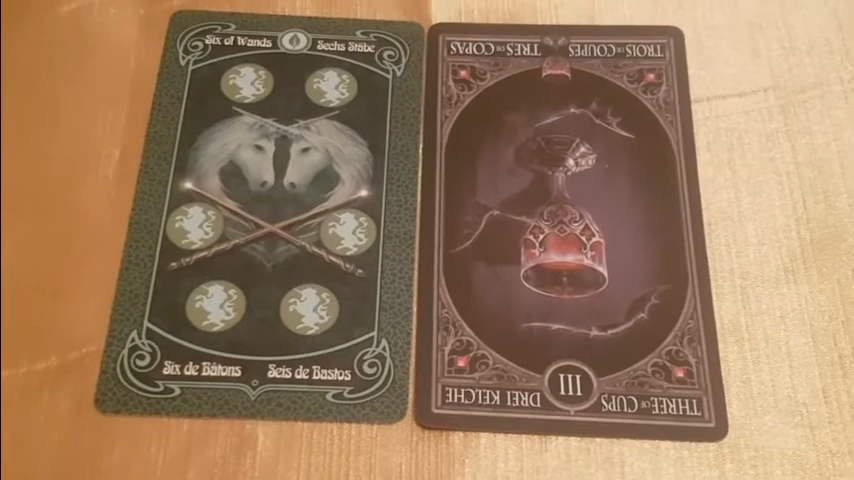 Six of Wands
Sechs Stäbe
Six de Bâtons
Seis de Bastos
TROIS DE COUPES
TRÊS DE COPAS
III
THREE OF CUPS
DREI KELCHE